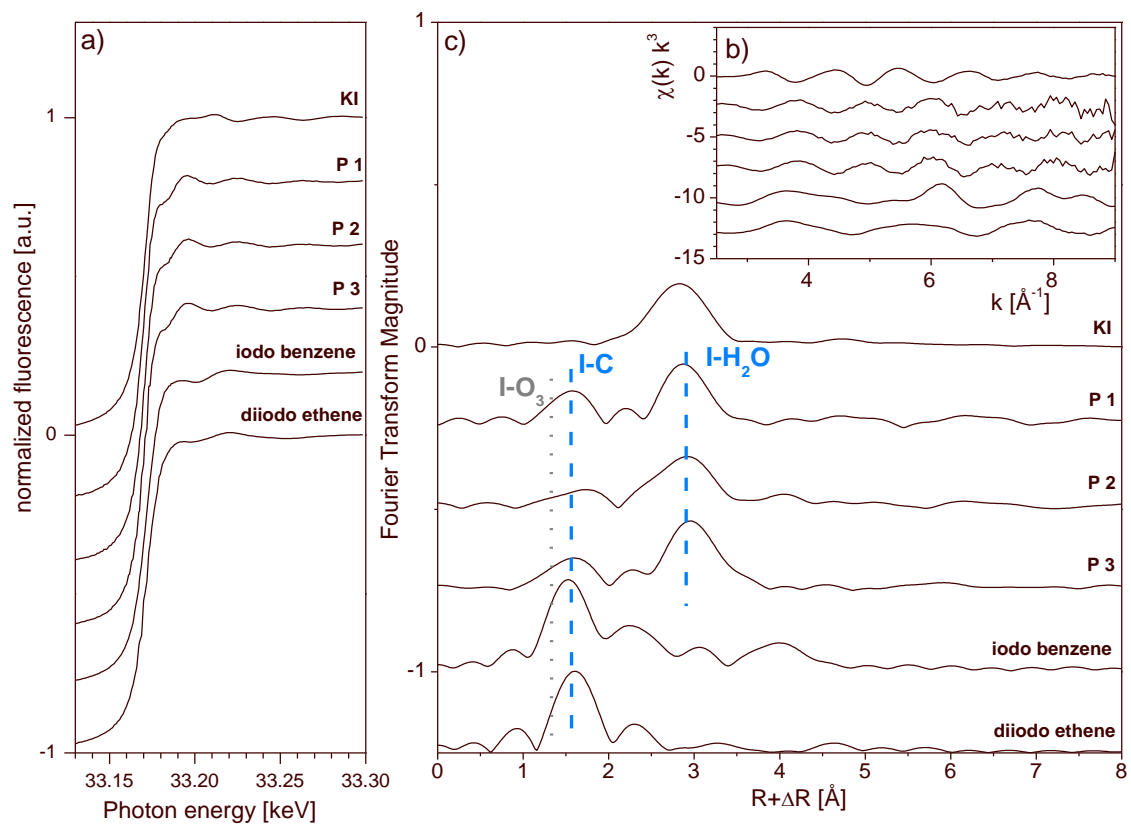 a)
KI
P 1
P 2
P 3
iodo benzene
diiodo ethene
1
0
-1
normalized fluorescence [a.u.]
33.15 33.20 33.25 33.30
Photon energy [keV]
c)
1
0
-1
Fourier Transform Magnitude
I-O₃
I-C
I-H₂O
KI
P 1
P 2
P 3
iodo benzene
diiodo ethene
0 1 2 3 4 5 6 7 8
R+ΔR [Å]
b)
χ(k) k³
0
-5
-10
-15
4 6 8
k [Å⁻¹]